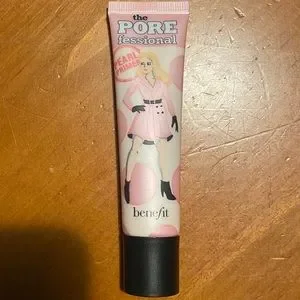 the
PORE
fessional
PEARL
PRIMER
benefit